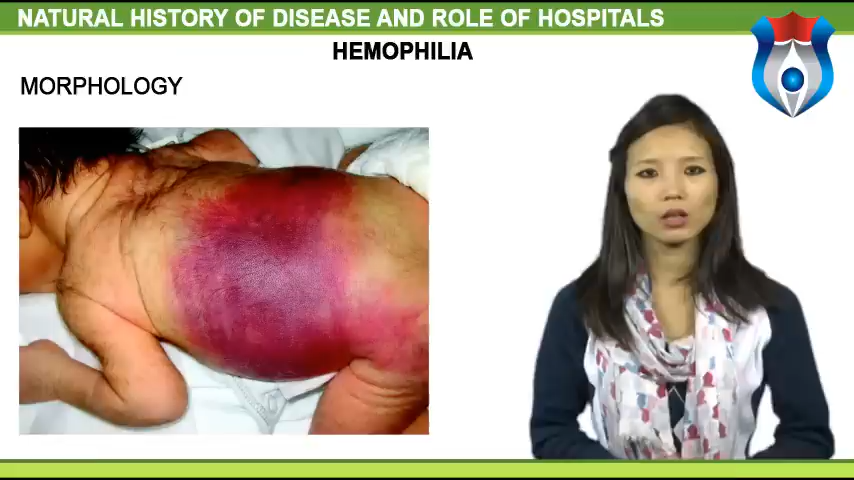 NATURAL HISTORY OF DISEASE AND ROLE OF HOSPITALS
HEMOPHILIA
MORPHOLOGY